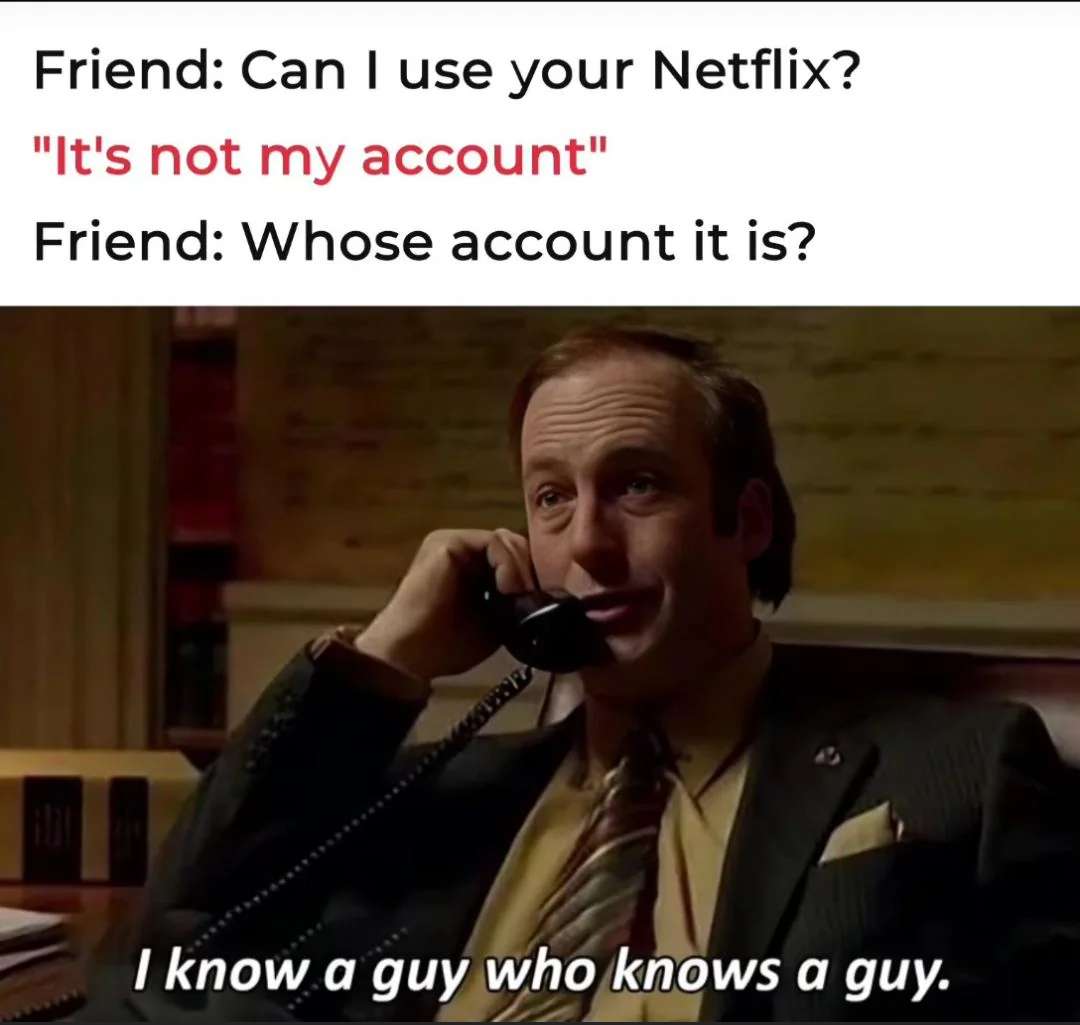 Friend: Can I use your Netflix?
"It's not my account"
Friend: Whose account it is?
I know a guy who knows a guy.